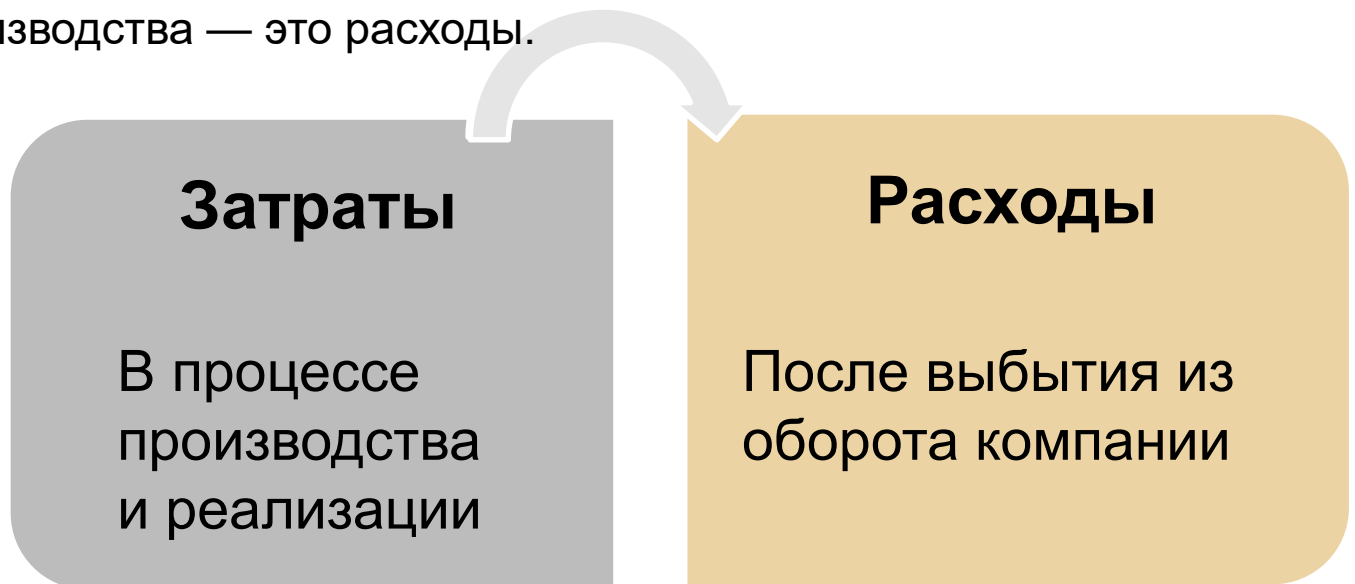 изводства — это расходы.
Затраты
В процессе
производства
и реализации
Расходы
После выбытия из
оборота компании